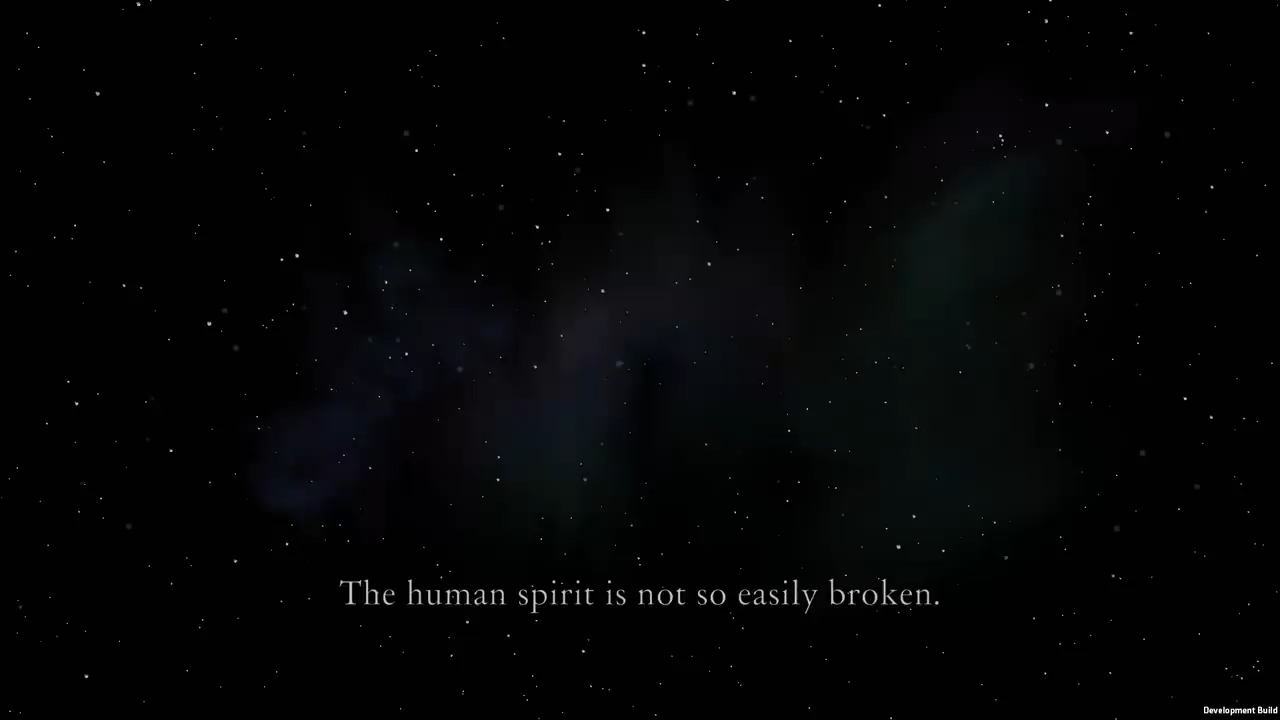 The human spirit is not so easily broken.
Development Build